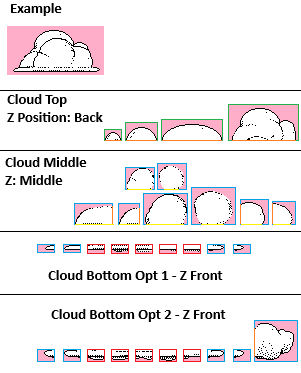 Example
Cloud Top
Z Position: Back
Cloud Middle
Z: Middle
Cloud Bottom Opt 1 - Z Front
Cloud Bottom Opt 2 - Z Front